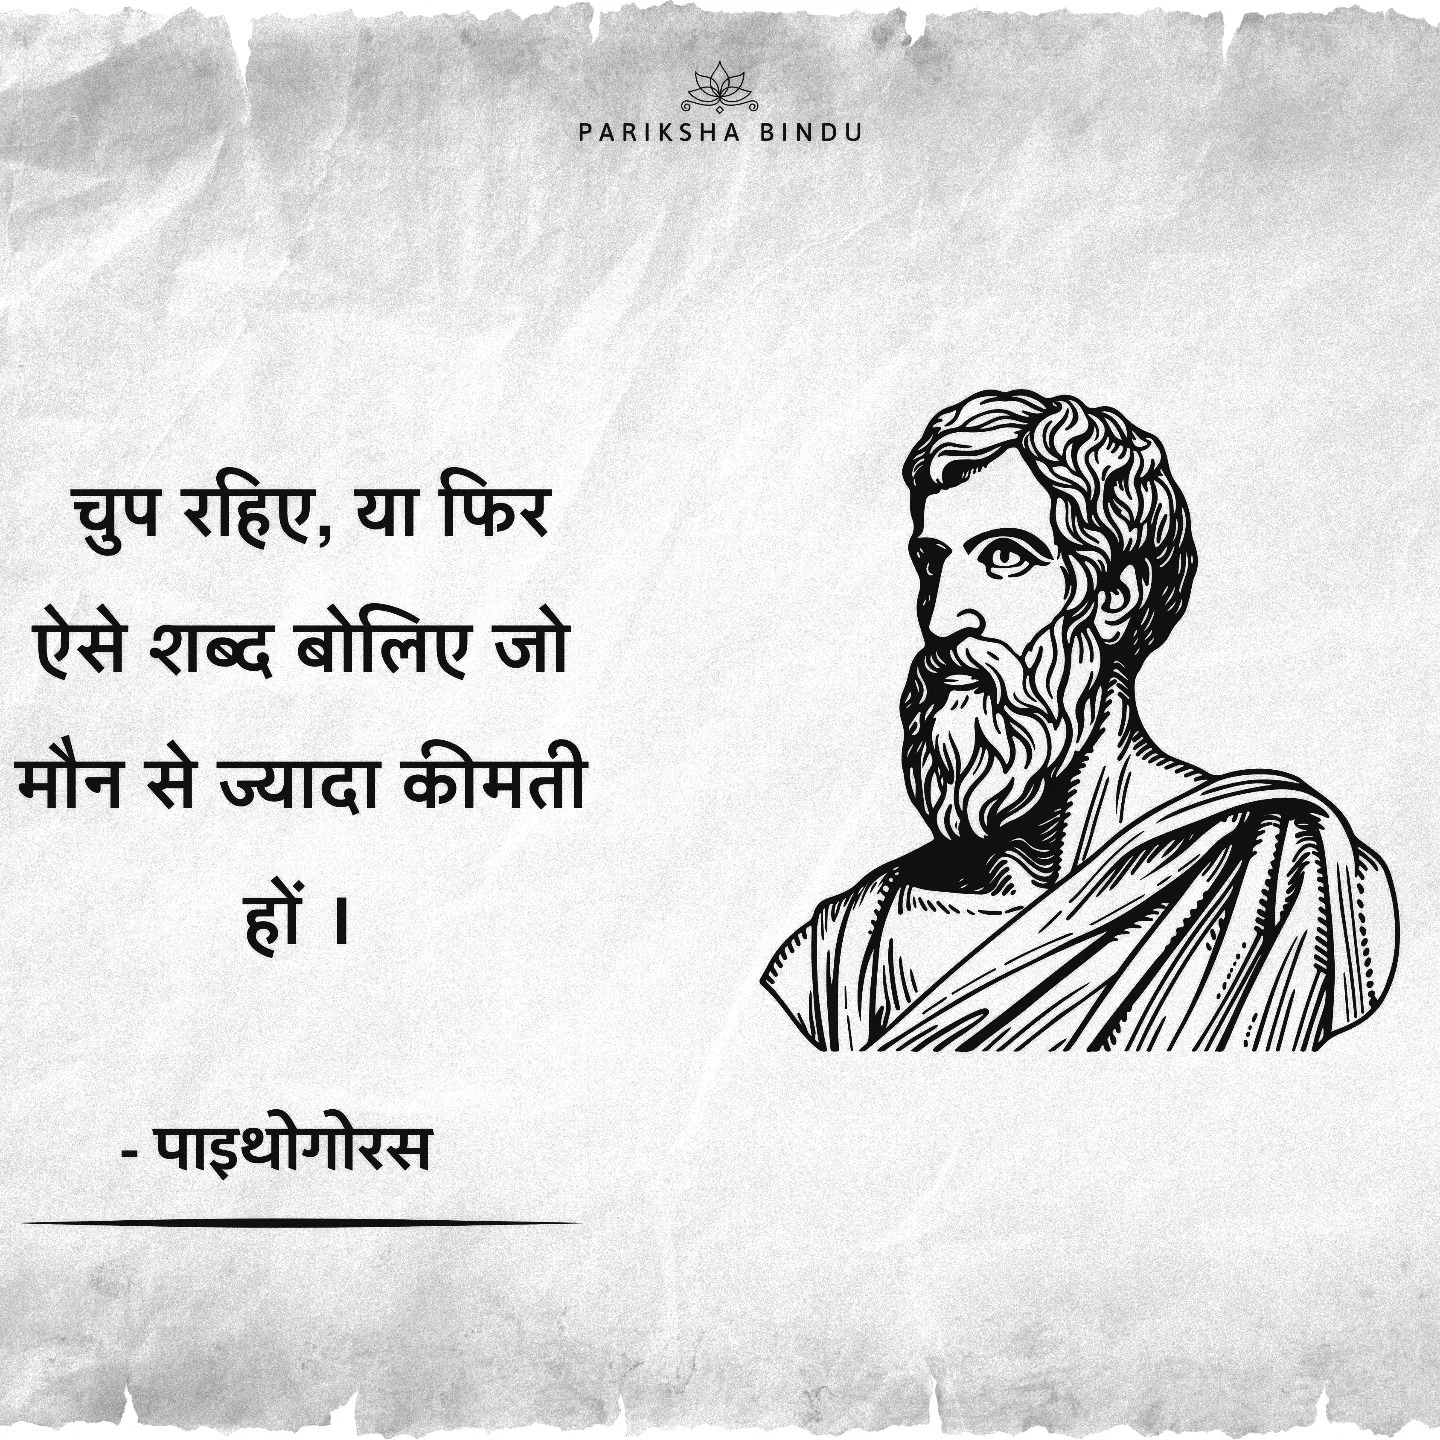 PARIKSHA BINDU
चुप रहिए, या फिर
ऐसे शब्द बोलिए जो
मौन से ज्यादा कीमती
हों ।
- पाइथोगोरस